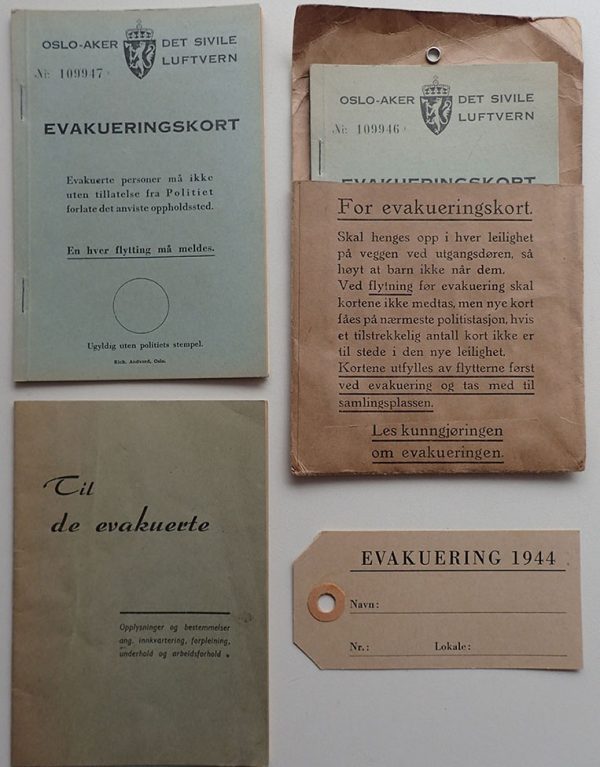 OSLO-AKER DET SIVILE
LUFTVERN
Nr. 109947
EVAKUERINGSKORT
Evakuerte personer må ikke
uten tillatelse fra Politiet
forlate det anviste oppholdssted.
En hver flytting må meldes.
Ugyldig uten politiets stempel.
Rich. Andvord, Oslo.
OSLO-AKER DET SIVILE
LUFTVERN
Nr. 109946
EVAKUERINGSKORT
For evakueringskort.
Skal henges opp i hver leilighet
på veggen ved utgangsdøren, så
høyt at barn ikke når dem.
Ved flytning før evakuering skal
kortene ikke medtas, men nye kort
fåes på nærmeste politistasjon, hvis
et tilstrekkelig antall kort ikke er
til stede i den nye leilighet.
Kortene utfylles av flytterne først
ved evakuering og tas med til
samlingsplassen.
Les kunngjøringen
om evakueringen.
Til
de evakuerte
Opplysninger og bestemmelser
ang. innkvartering, forpleining,
underhold og arbeidsforhold
EVAKUERING 1944
Navn:
Nr.: Lokale: